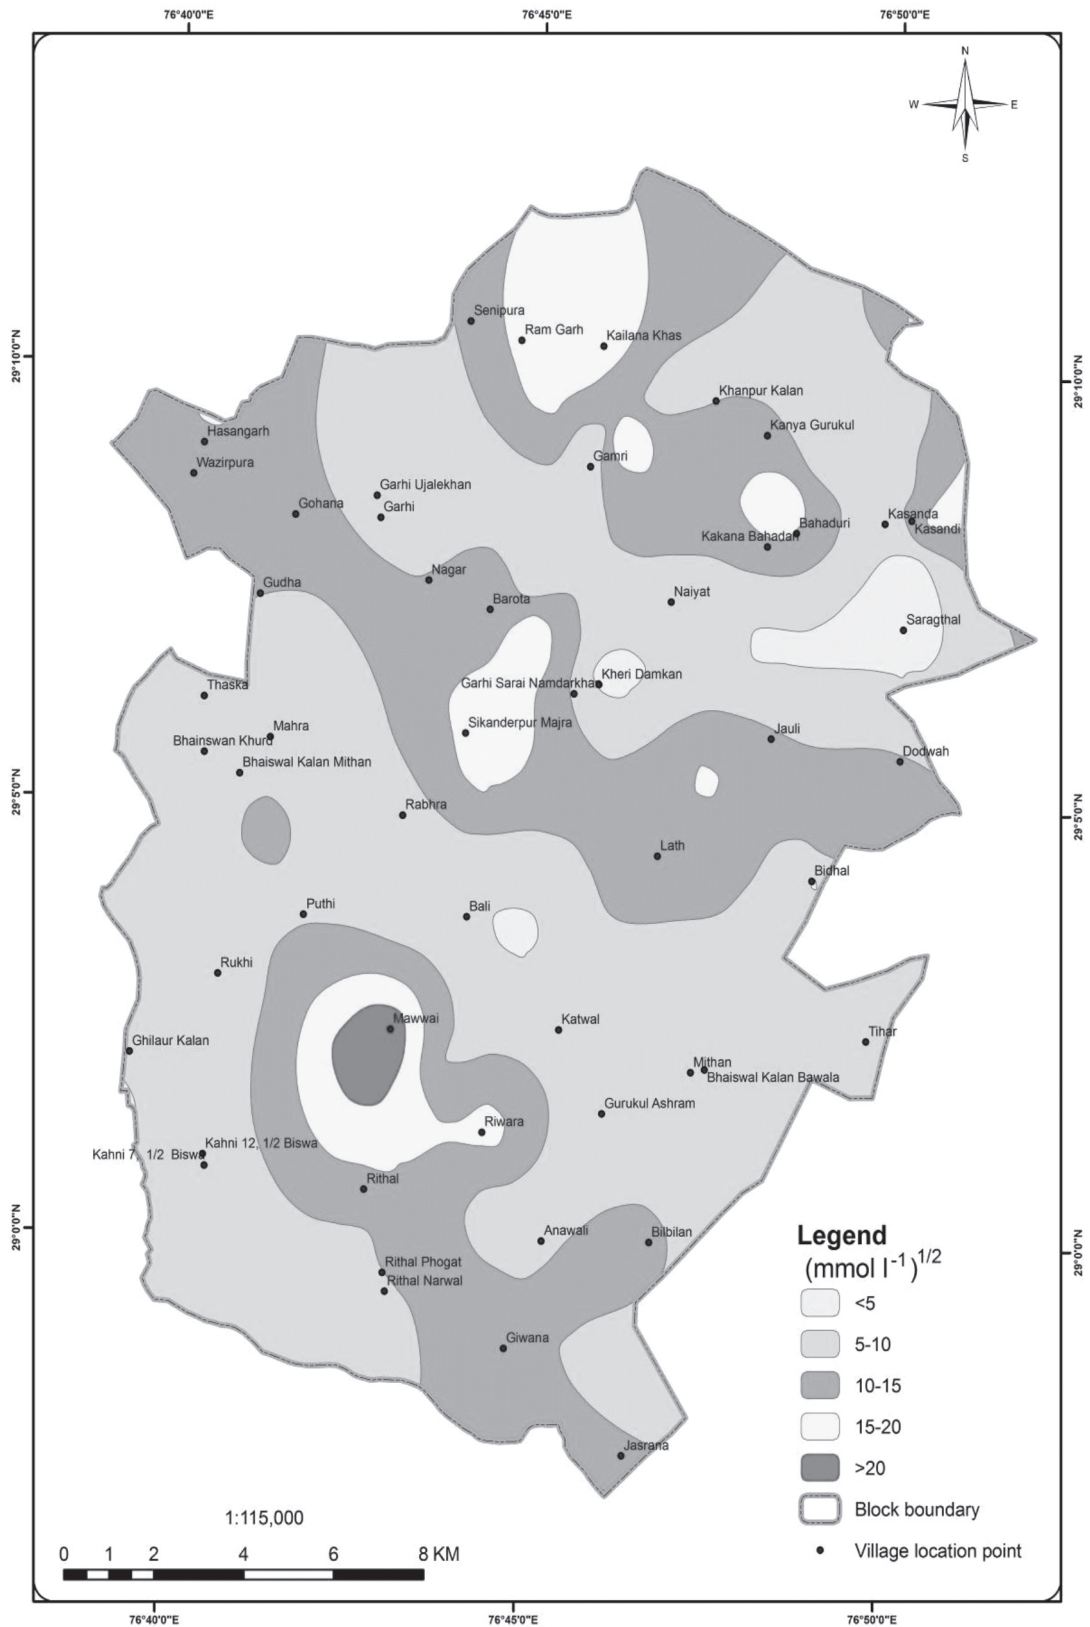 76°40'0"E 76°45'0"E 76°50'0"E
N
W E
S
29°10'0"N
29°10'0"N
29°5'0"N
29°5'0"N
29°0'0"N
29°0'0"N
Senipura
Ram Garh
Kailana Khas
Khanpur Kalan
Kanya Gurukul
Hasangarh
Wazirpura
Gamri
Garhi Ujalekhan
Garhi
Gohana
Kasanda
Kasandi
Bahaduri
Kakana Bahadari
Nagar
Gudha
Barota
Naiyat
Saragthal
Kheri Damkan
Garhi Sarai Namdarkhan
Thaska
Sikanderpur Majra
Mahra
Bhainswan Khurd
Jauli
Dodwah
Bhaiswal Kalan Mithan
Rabhra
Lath
Bidhal
Puthi
Bali
Rukhi
Mawwai
Katwal
Ghilaur Kalan
Tihar
Mithan
Bhaiswal Kalan Bawala
Gurukul Ashram
Riwara
Kahni 12, 1/2 Biswa
Kahni 7, 1/2 Biswa
Rithal
Anawali
Bilbilan
Rithal Phogat
Rithal Narwal
Giwana
Jasrana
Legend
(mmol l-1)1/2
<5
5-10
10-15
15-20
>20
Block boundary
Village location point
1:115,000
0 1 2 4 6 8 KM
76°40'0"E 76°45'0"E 76°50'0"E